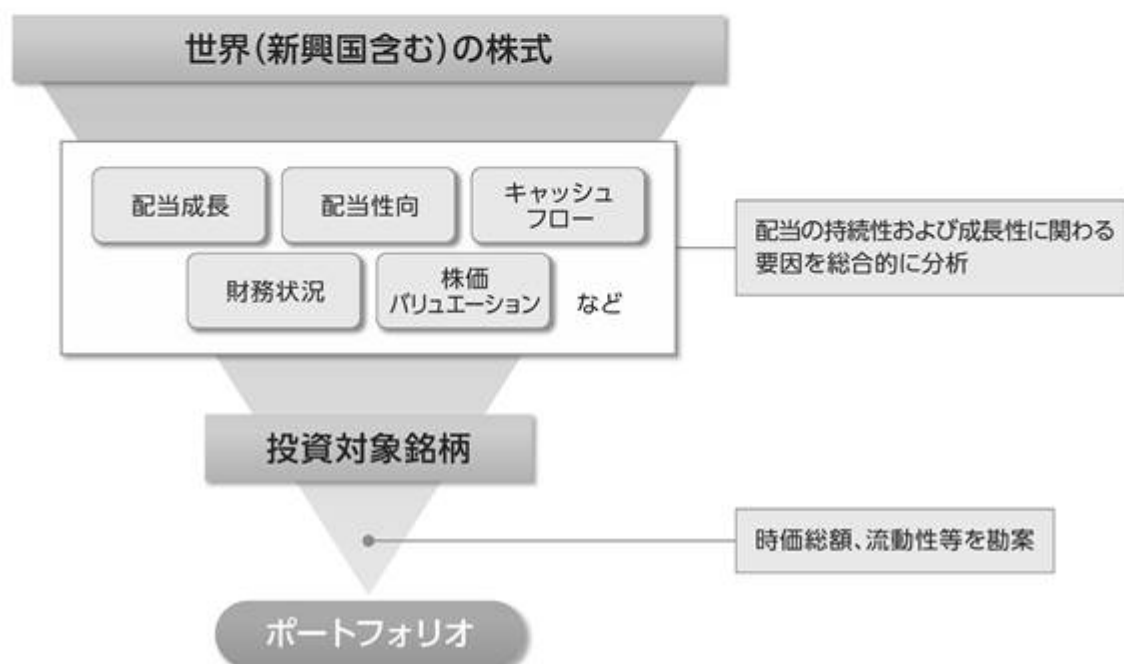 世界(新興国含む)の株式
配当成長
配当性向
キャッシュ
フロー
財務状況
株価
バリュエーション
など
配当の持続性および成長性に関わる
要因を総合的に分析
投資対象銘柄
時価総額、流動性等を勘案
ポートフォリオ